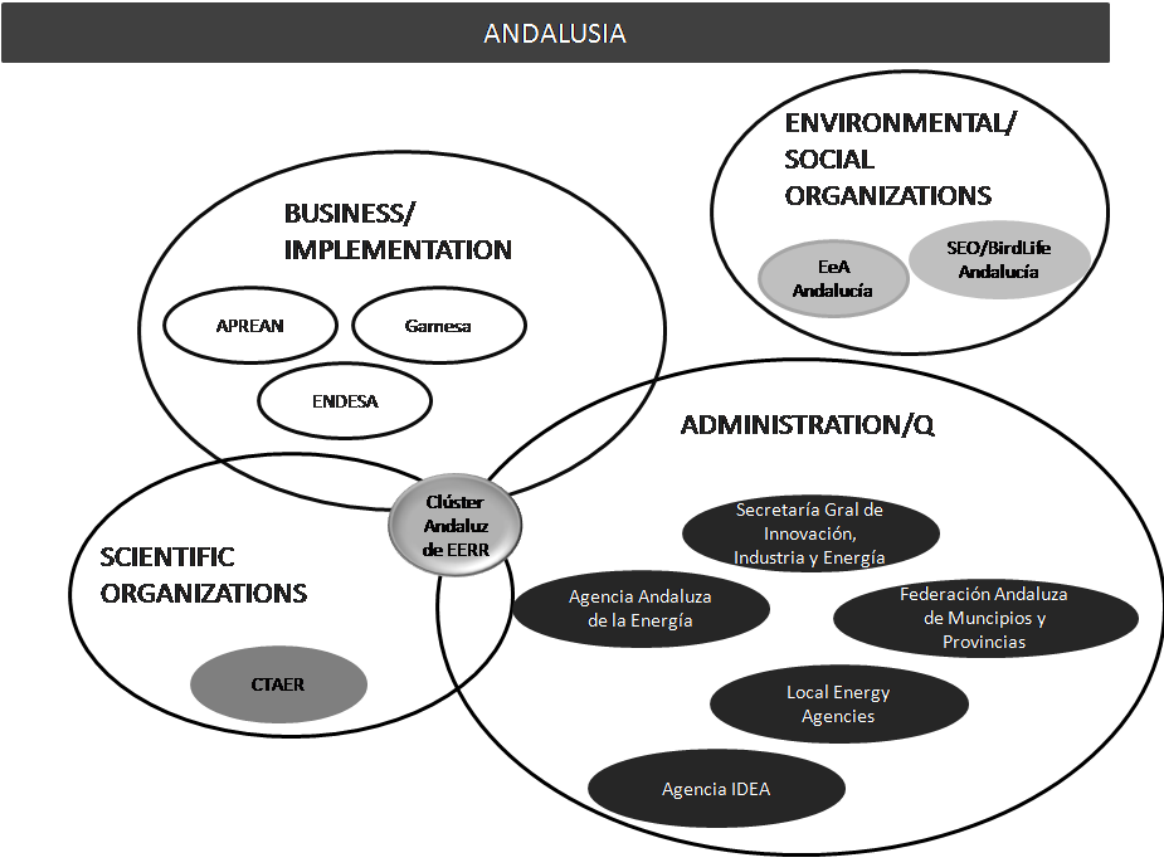 ANDALUSIA
ENVIRONMENTAL/
SOCIAL
ORGANIZATIONS
SEO/BirdLife
Andalucía
EeA
Andalucía
BUSINESS/
IMPLEMENTATION
APREAN
Gamesa
ENDESA
ADMINISTRATION/Q
Clúster
Andaluz
de EERR
Secretaría Gral de
Innovación,
Industria y Energía
SCIENTIFIC
ORGANIZATIONS
Agencia Andaluza
de la Energía
Federación Andaluza
de Muncipios y
Provincias
CTAER
Local Energy
Agencies
Agencia IDEA